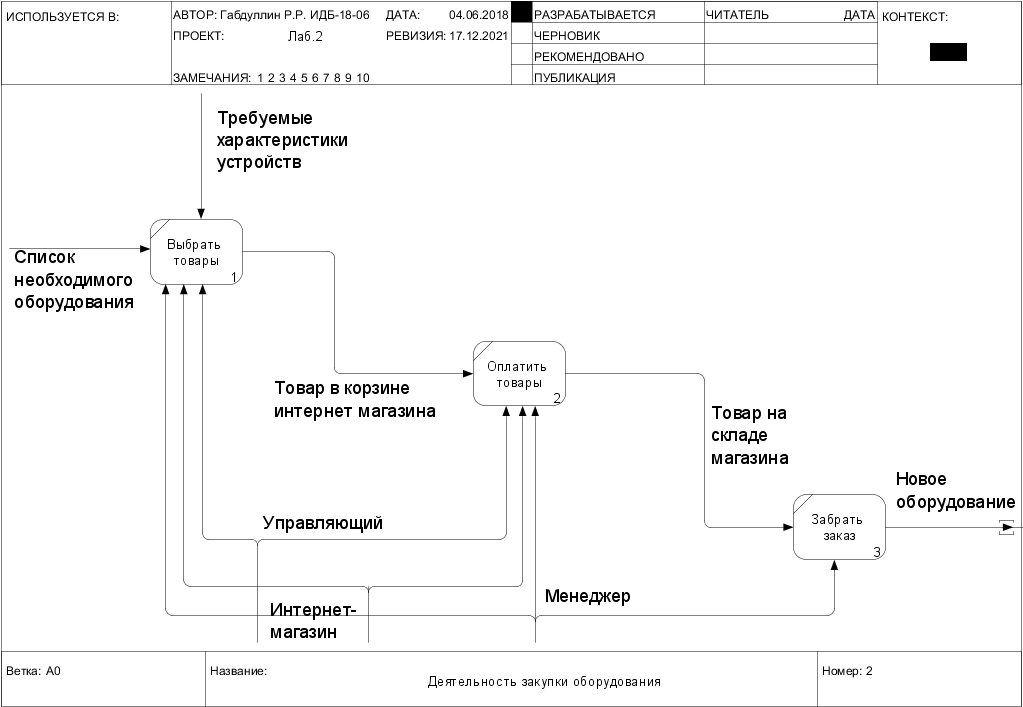 ИСПОЛЬЗУЕТСЯ В:
АВТОР: Габдуллин Р.Р. ИДБ-18-06
ДАТА: 04.06.2018
ПРОЕКТ: Лаб.2
РЕВИЗИЯ: 17.12.2021
ЗАМЕЧАНИЯ: 1 2 3 4 5 6 7 8 9 10
РАЗРАБАТЫВАЕТСЯ
ЧЕРНОВИК
РЕКОМЕНДОВАНО
ПУБЛИКАЦИЯ
ЧИТАТЕЛЬ ДАТА
КОНТЕКСТ:
Требуемые
характеристики
устройств
Список
необходимого
оборудования
Выбрать
товары
1
Товар в корзине
интернет магазина
Оплатить
товары
2
Товар на
складе
магазина
Новое
оборудование
Забрать
заказ
3
Управляющий
Интернет-
магазин
Менеджер
Ветка: A0
Название:
Деятельность закупки оборудования
Номер: 2